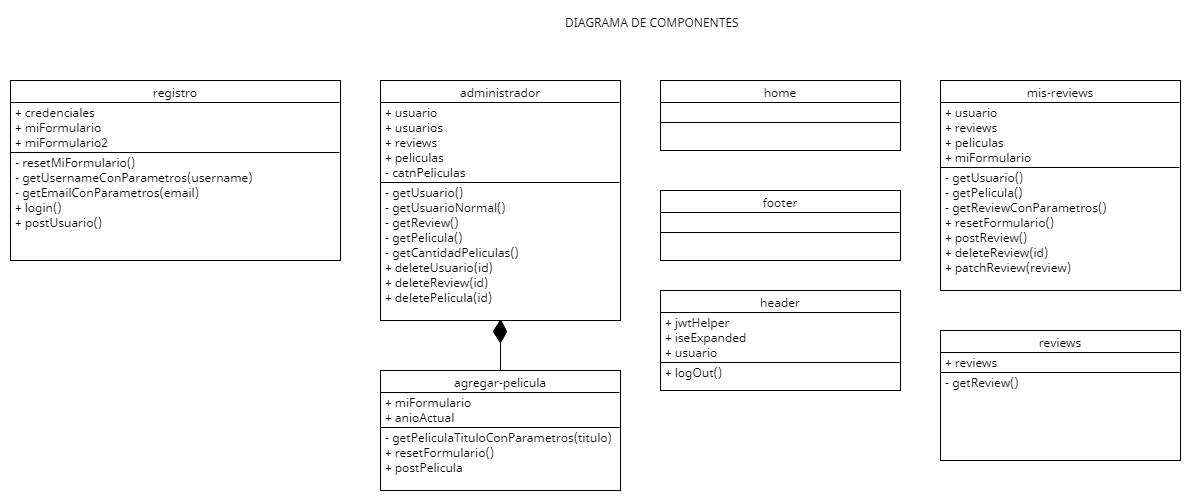 DIAGRAMA DE COMPONENTES
registro
+ credenciales
+ miFormulario
+ miFormulario2
- resetMiFormulario()
- getUsernameConParametros(username)
- getEmailConParametros(email)
+ login()
+ postUsuario()
administrador
+ usuario
+ usuarios
+ reviews
+ peliculas
- catnPeliculas
- getUsuario()
- getUsuarioNormal()
- getReview()
- getPelicula()
- getCantidadPeliculas()
+ deleteUsuario(id)
+ deleteReview(id)
+ deletePelicula(id)
agregar-pelicula
+ miFormulario
+ anioActual
- getPeliculaTituloConParametros(titulo)
+ resetFormulario()
+ postPelicula
home
footer
header
+ jwtHelper
+ iseExpanded
+ usuario
+ logOut()
mis-reviews
+ usuario
+ reviews
+ peliculas
+ miFormulario
- getUsuario()
- getPelicula()
- getReviewConParametros()
+ resetFormulario()
+ postReview()
+ deleteReview(id)
+ patchReview(review)
reviews
+ reviews
- getReview()